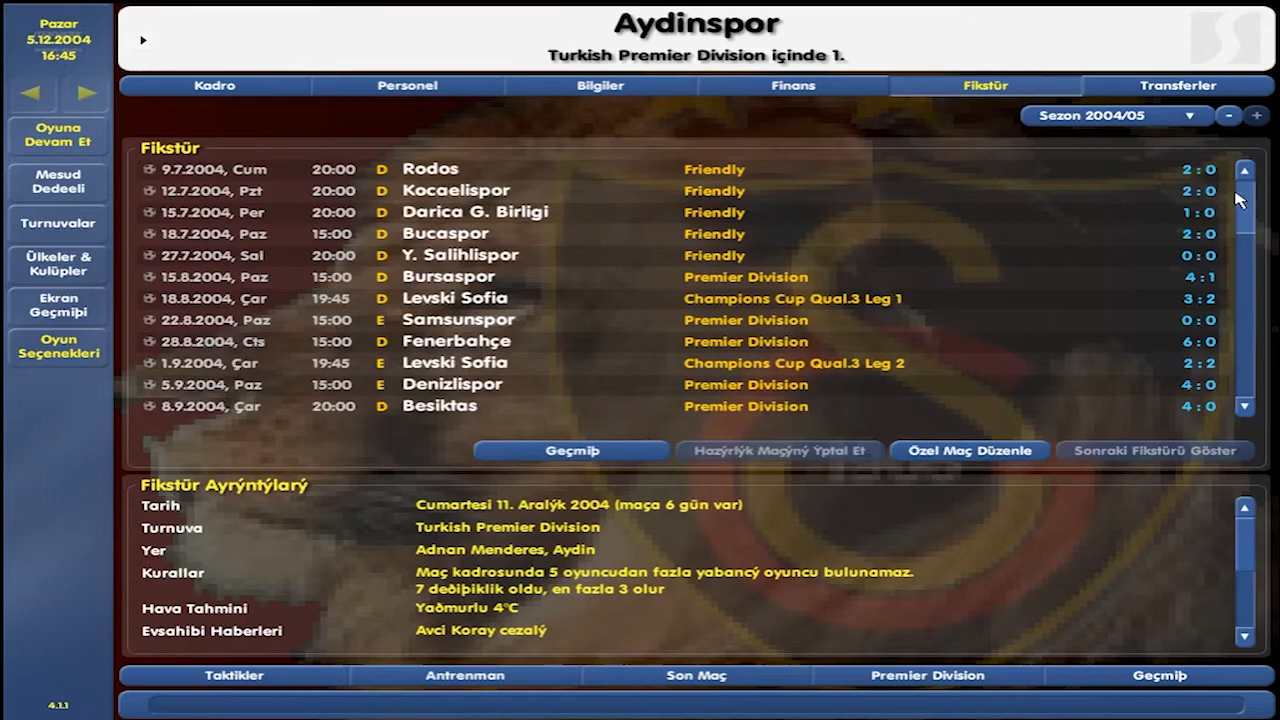 Pazar
5.12.2004
16:45
Aydinspor
Turkish Premier Division içinde 1.
Kadro Personel Bilgiler Finans Fikstür Transferler
Sezon 2004/05 - +
Oyuna
Devam Et
Mesud
Dedeeli
Turnuvalar
Ülkeler &
Kulüpler
Ekran
Geçmiþi
Oyun
Seçenekleri
Fikstür
9.7.2004, Cum 20:00 D Rodos Friendly 2 : 0
12.7.2004, Pzt 20:00 D Kocaelispor Friendly 2 : 0
15.7.2004, Per 20:00 D Darica G. Birligi Friendly 1 : 0
18.7.2004, Paz 15:00 D Bucaspor Friendly 2 : 0
27.7.2004, Sal 20:00 D Y. Salihlispor Friendly 0 : 0
15.8.2004, Paz 15:00 D Bursaspor Premier Division 4 : 1
18.8.2004, Çar 19:45 D Levski Sofia Champions Cup Qual.3 Leg 1 3 : 2
22.8.2004, Paz 15:00 E Samsunspor Premier Division 0 : 0
28.8.2004, Cts 15:00 D Fenerbahçe Premier Division 6 : 0
1.9.2004, Çar 19:45 E Levski Sofia Champions Cup Qual.3 Leg 2 2 : 2
5.9.2004, Paz 15:00 E Denizlispor Premier Division 4 : 0
8.9.2004, Çar 20:00 D Besiktas Premier Division 4 : 0
Geçmiþ Hazýrlýk Maçýný Ýptal Et Özel Maç Düzenle Sonraki Fikstürü Göster
Fikstür Ayrýntýlarý
Tarih Cumartesi 11. Aralýk 2004 (maça 6 gün var)
Turnuva Turkish Premier Division
Yer Adnan Menderes, Aydin
Kurallar Maç kadrosunda 5 oyuncudan fazla yabancý oyuncu bulunamaz.
7 deðiþiklik oldu, en fazla 3 olur
Hava Tahmini Yaðmurlu 4°C
Evsahibi Haberleri Avci Koray cezalý
Taktikler Antrenman Son Maç Premier Division Geçmiþ
4.1.1